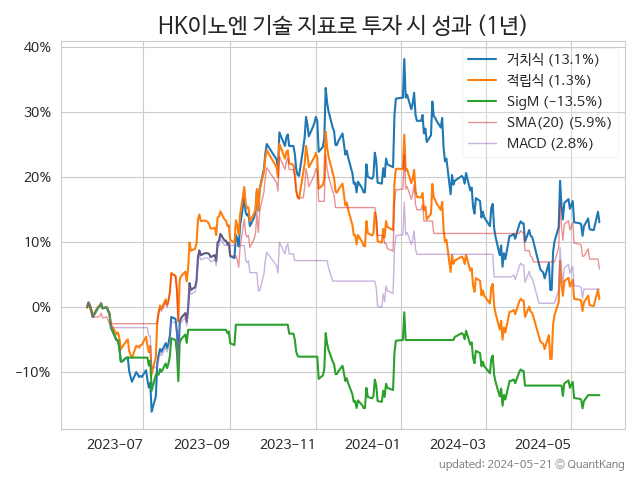 HK이노엔 기술 지표로 투자 시 성과 (1년)
40%
30%
20%
10%
0%
−10%
거치식 (13.1%)
적립식 (1.3%)
SigM (−13.5%)
SMA(20) (5.9%)
MACD (2.8%)
2023−07
2023−09
2023−11
2024−01
2024−03
2024−05
updated: 2024−05−21 © QuantKang